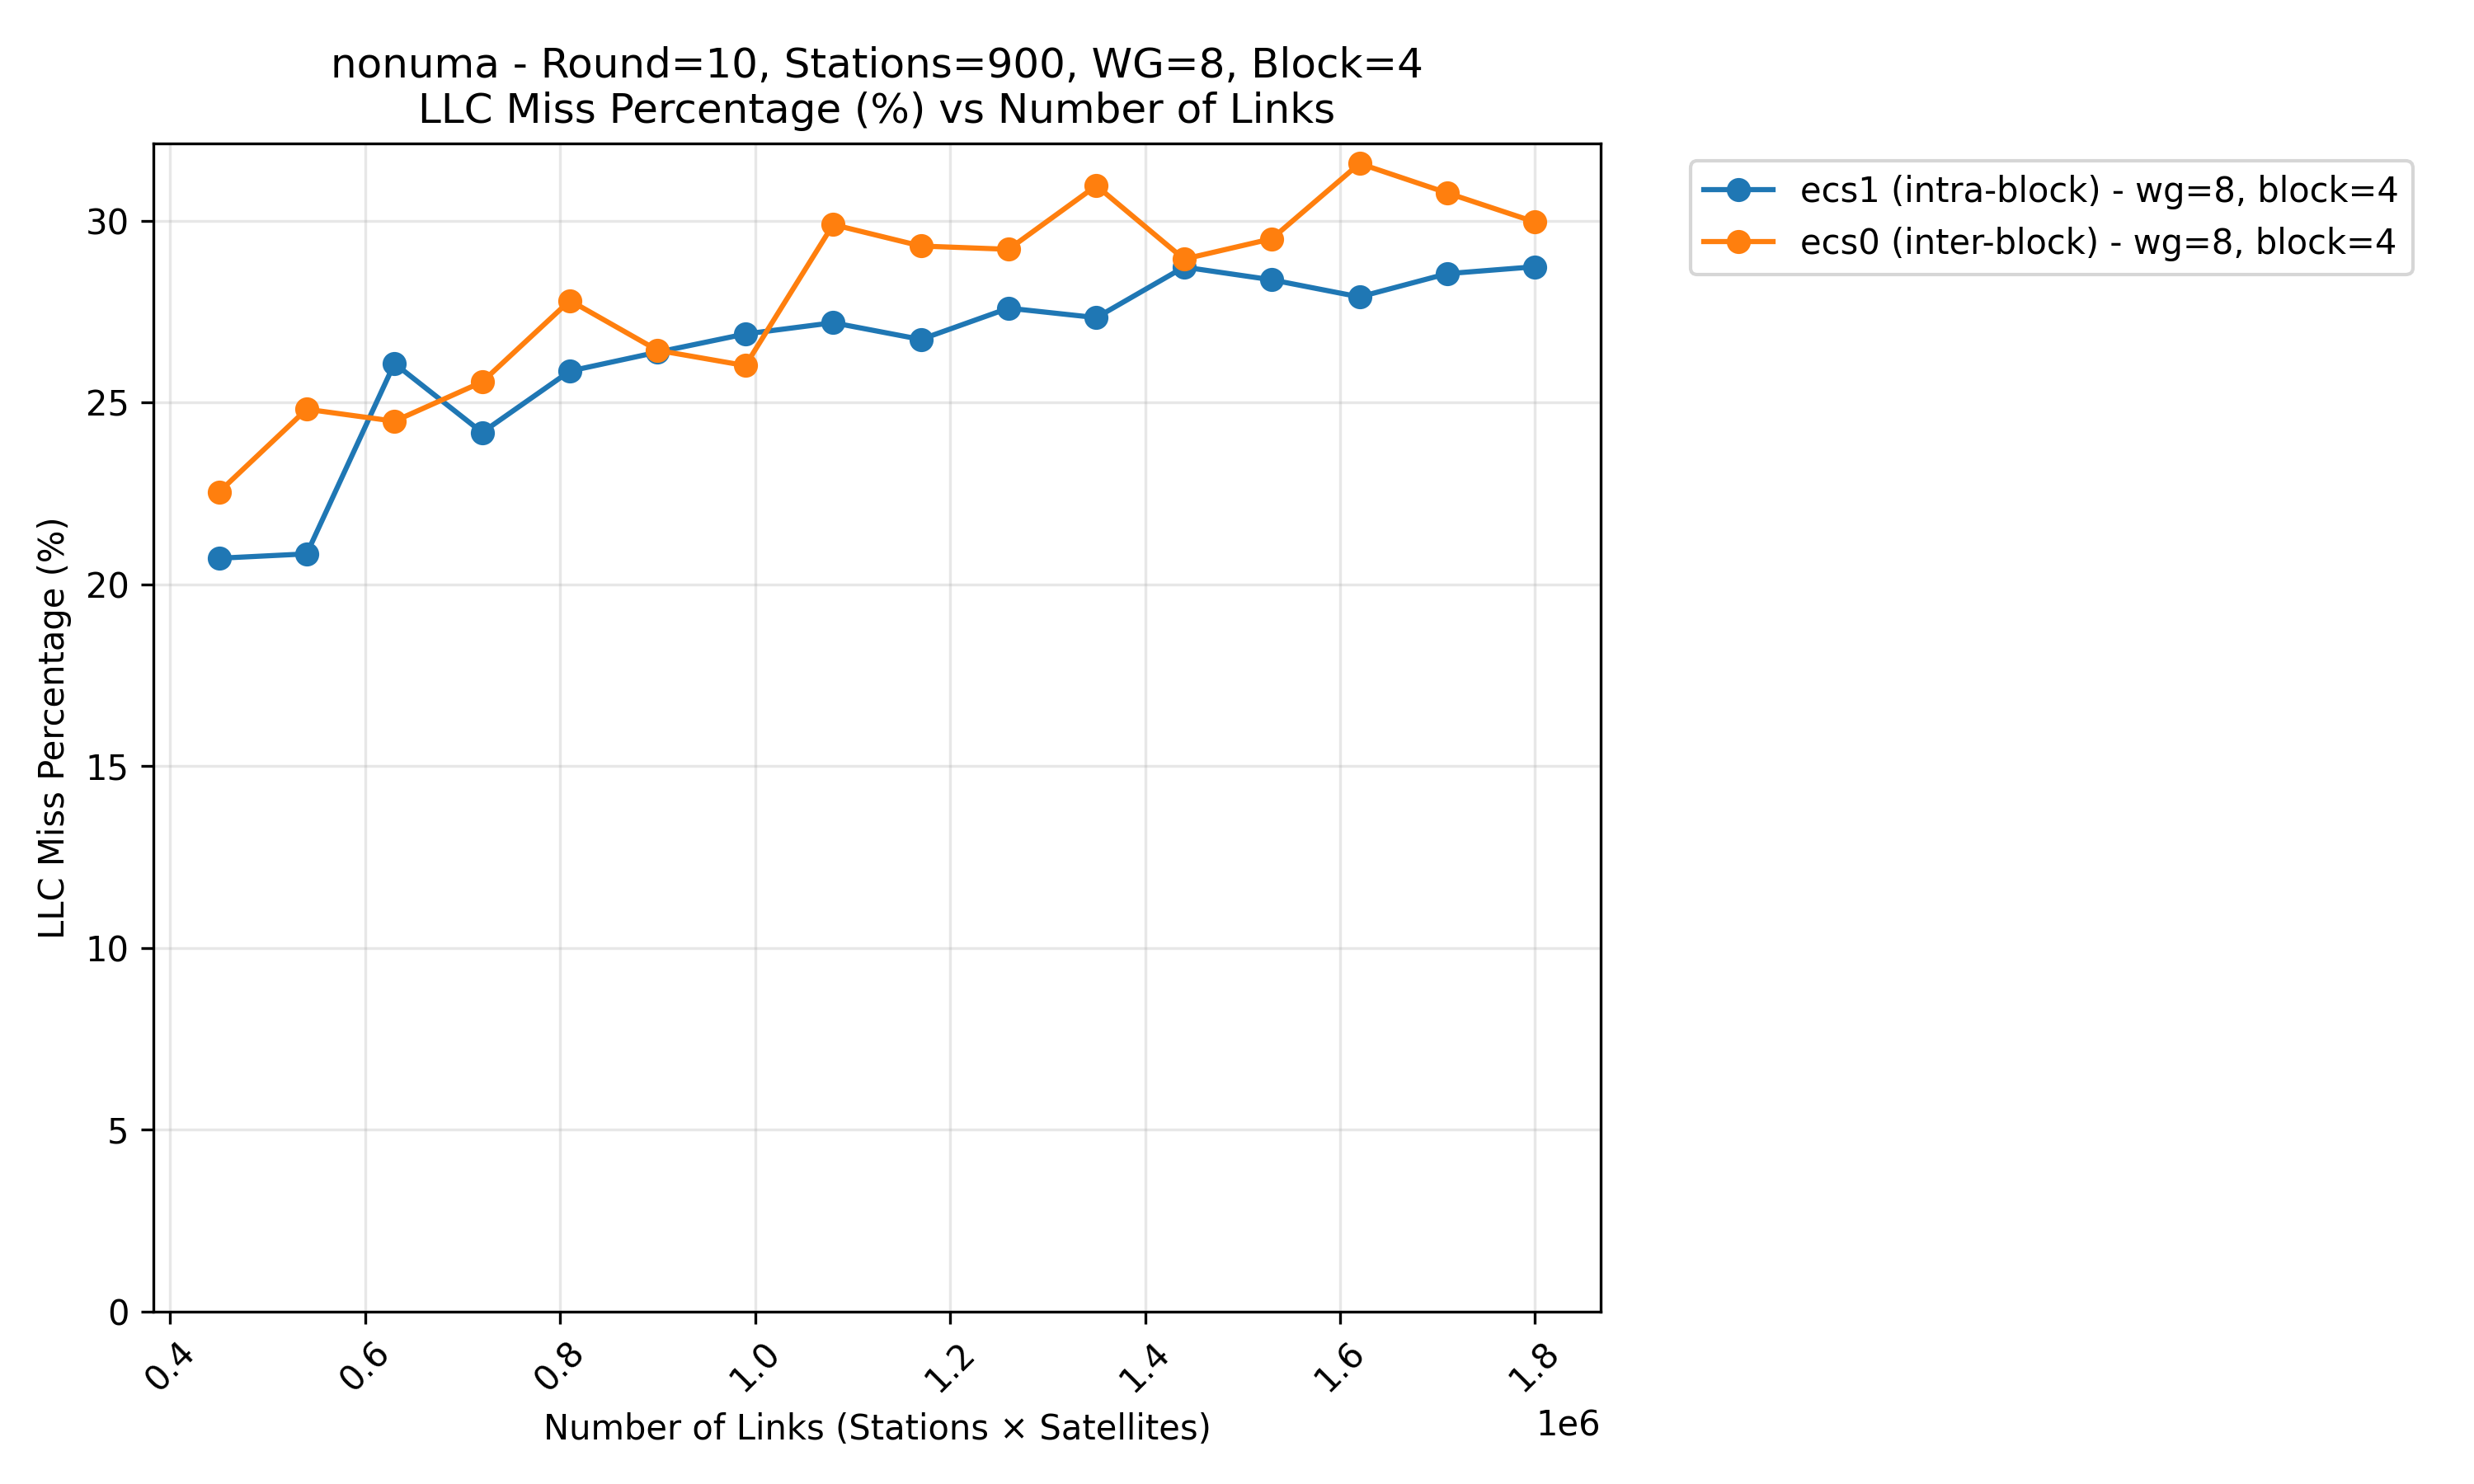 nonuma - Round=10, Stations=900, WG=8, Block=4
LLC Miss Percentage (%) vs Number of Links
ecs1 (intra-block) - wg=8, block=4
ecs0 (inter-block) - wg=8, block=4
LLC Miss Percentage (%)
30
25
20
15
10
5
0
0.4
0.6
0.8
1.0
1.2
1.4
1.6
1.8
1e6
Number of Links (Stations × Satellites)